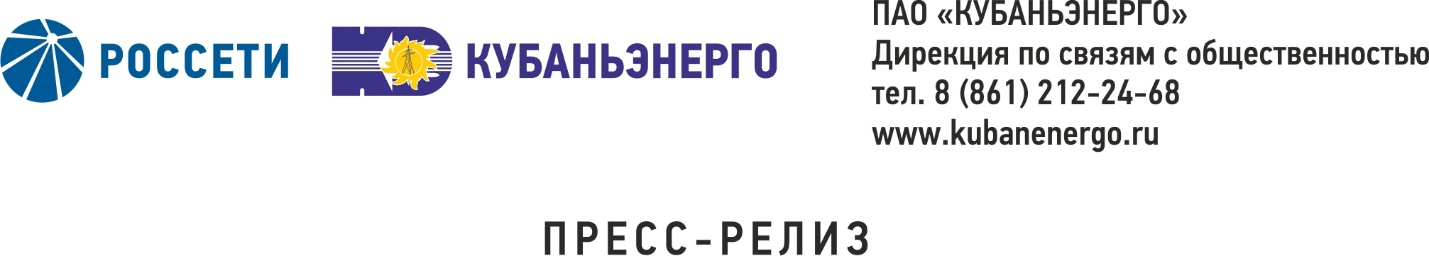 РОССЕТИ
КУБАНЬЭНЕРГО
ПАО «КУБАНЬЭНЕРГО»
Дирекция по связям с общественностью
тел. 8 (861) 212-24-68
www.kubanenergo.ru
ПРЕСС-РЕЛИЗ